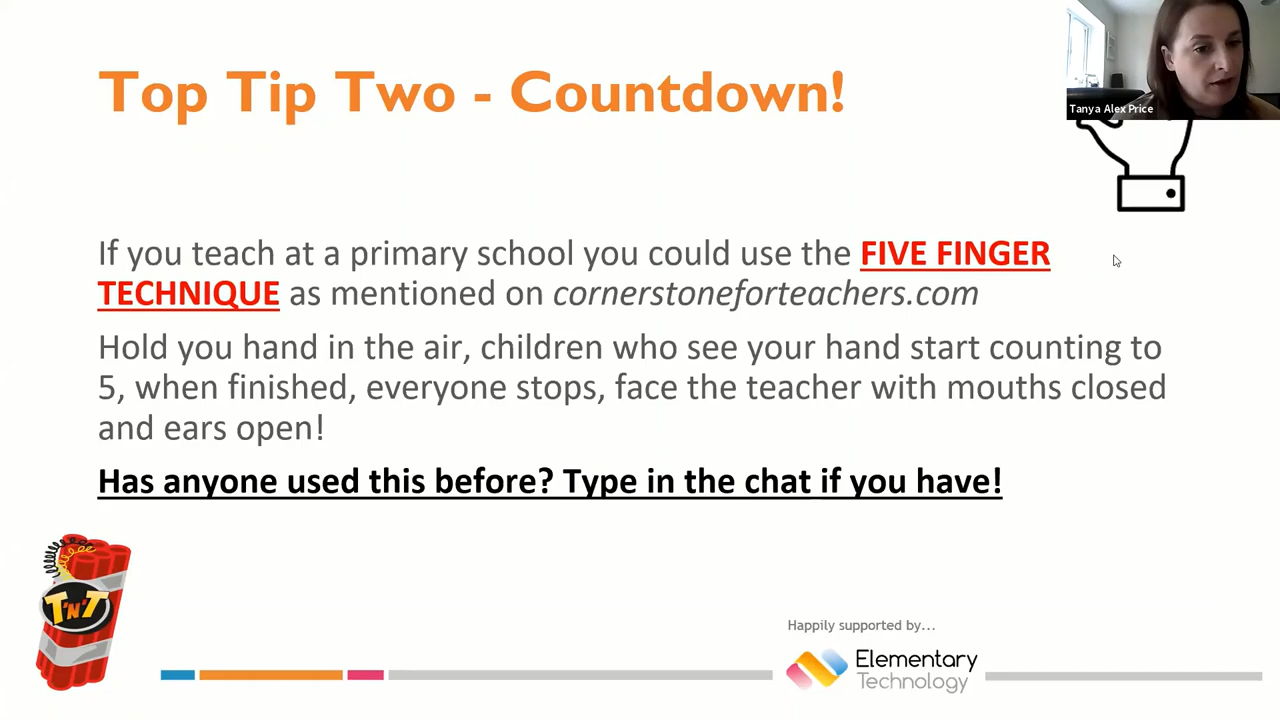 Top Tip Two - Countdown!
Tanya Alex Price
If you teach at a primary school you could use the FIVE FINGER
TECHNIQUE as mentioned on cornerstoneforteachers.com
Hold you hand in the air, children who see your hand start counting to
5, when finished, everyone stops, face the teacher with mouths closed
and ears open!
Has anyone used this before? Type in the chat if you have!
T'N'T
Happily supported by...
Elementary
Technology